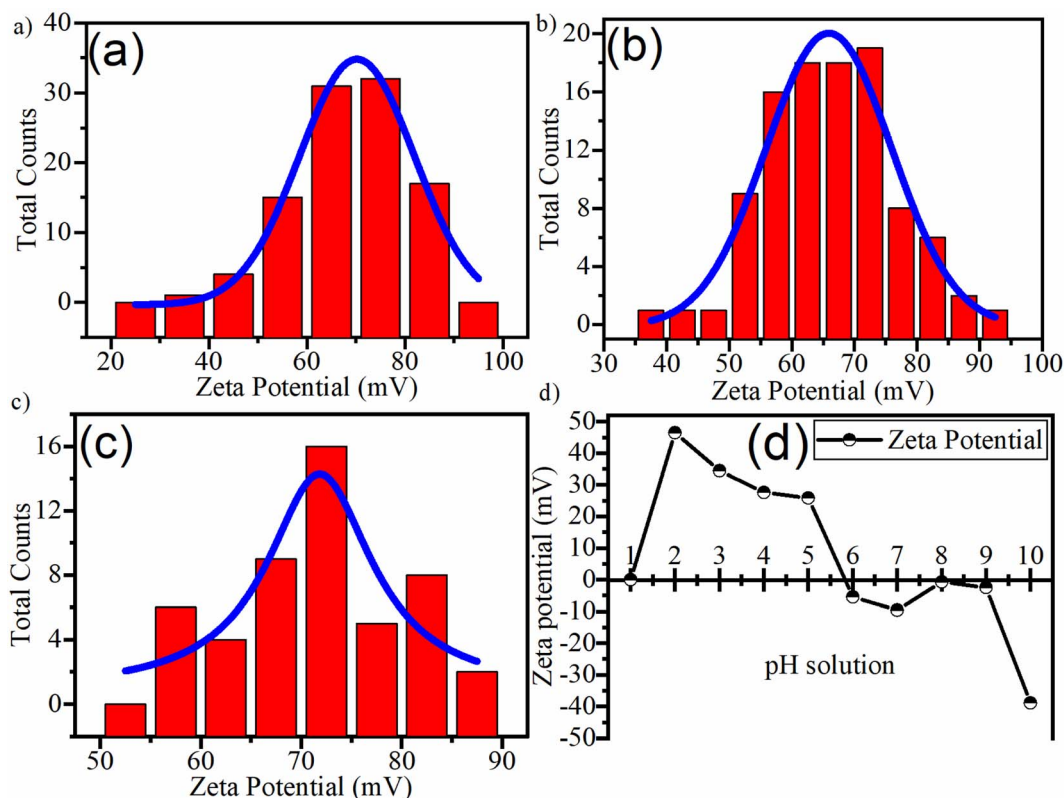 a)
(a)
Total Counts
40
30
20
10
0
20 40 60 80 100
Zeta Potential (mV)
b)
(b)
Total Counts
20
16
12
8
4
0
30 40 50 60 70 80 90 100
Zeta Potential (mV)
c)
(c)
Total Counts
16
12
8
4
0
50 60 70 80 90
Zeta Potential (mV)
d)
(d)
Zeta Potential
Zeta potential (mV)
50
40
30
20
10
0
-10
-20
-30
-40
-50
1 2 3 4 5 6 7 8 9 10
pH solution